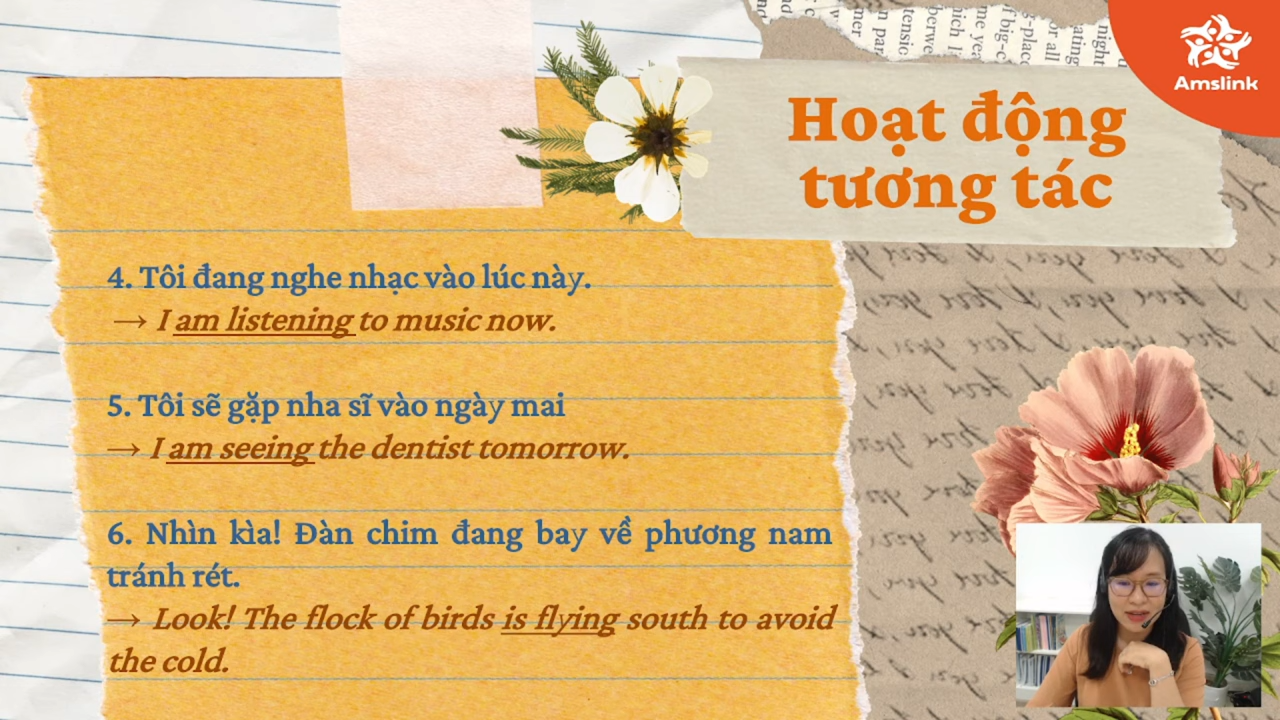 Amslink
Hoạt động
tương tác
4. Tôi đang nghe nhạc vào lúc này.
→ I am listening to music now.
5. Tôi sẽ gặp nha sĩ vào ngày mai
→ I am seeing the dentist tomorrow.
6. Nhìn kìa! Đàn chim đang bay về phương nam
tránh rét.
→ Look! The flock of birds is flying south to avoid
the cold.